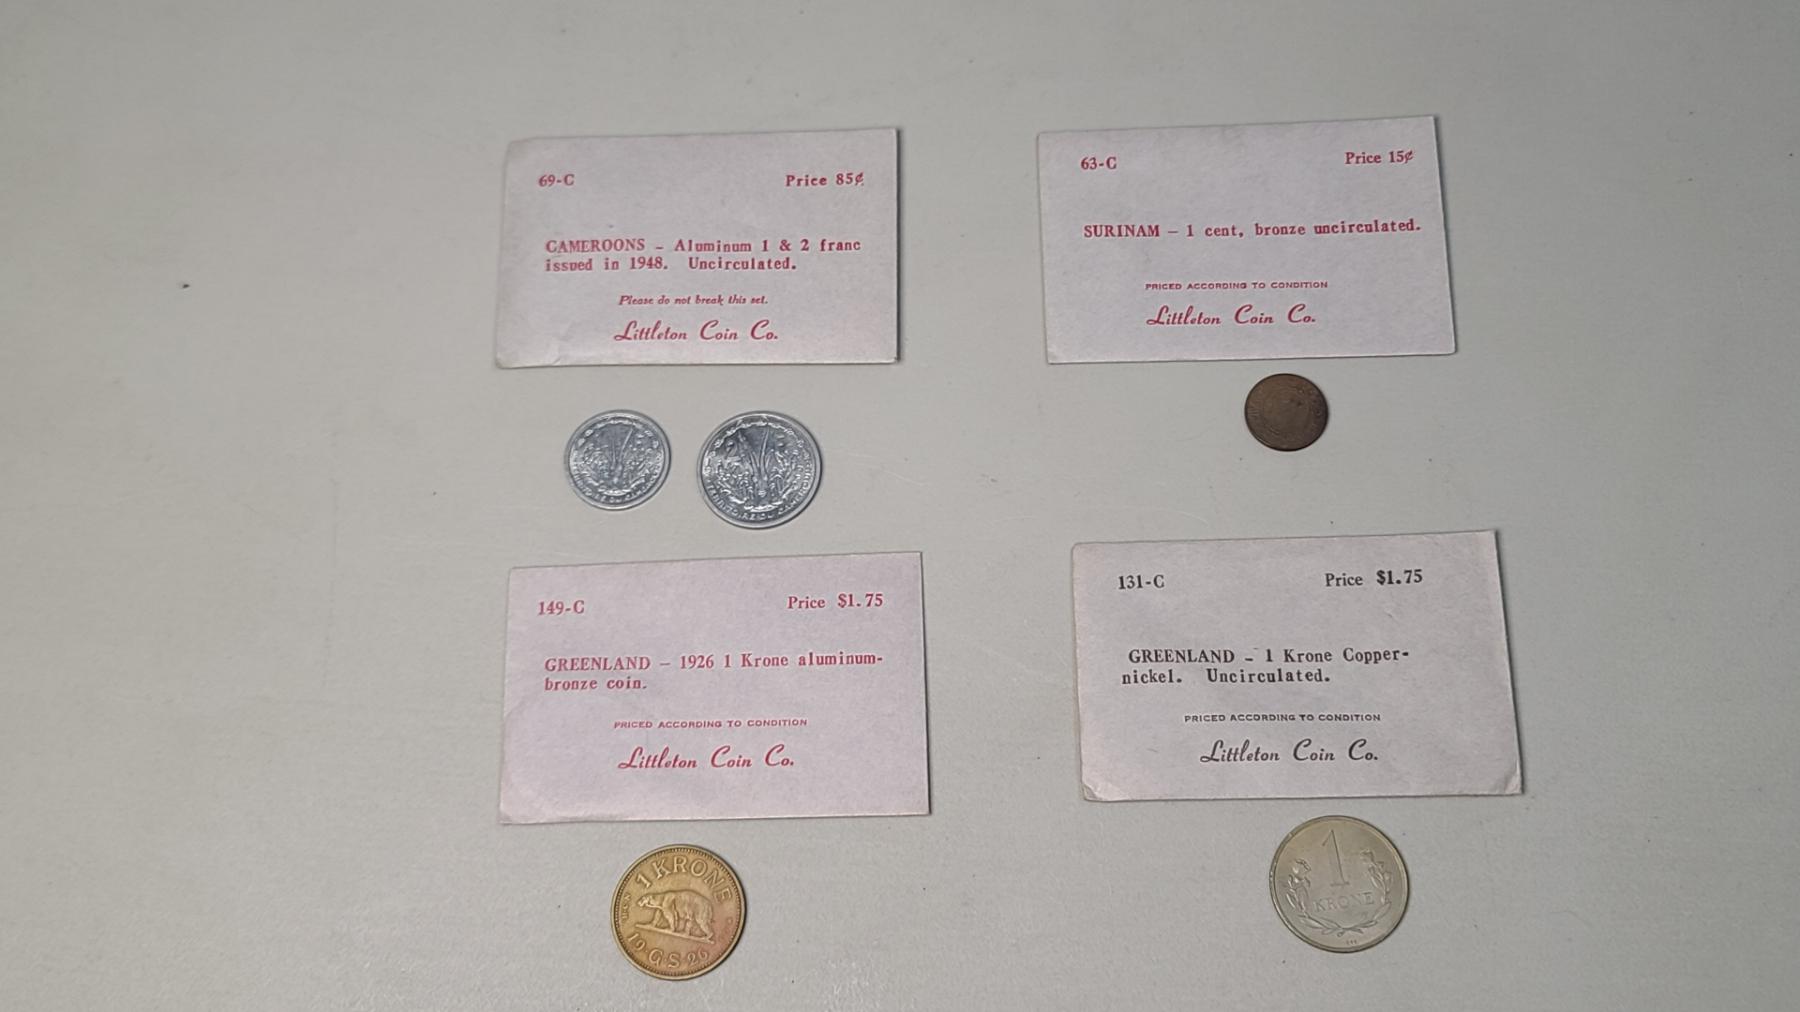 69-C Price 85¢
CAMEROONS - Aluminum 1 & 2 franc
issued in 1948. Uncirculated.
Please do not break this set.
Littleton Coin Co.
63-C Price 15¢
SURINAM - 1 cent, bronze uncirculated.
PRICED ACCORDING TO CONDITION
Littleton Coin Co.
TERRITOIRE DU CAMEROUN
149-C Price $1.75
GREENLAND - 1926 1 Krone aluminum-
bronze coin.
PRICED ACCORDING TO CONDITION
Littleton Coin Co.
131-C Price $1.75
GREENLAND - 1 Krone Copper-
nickel. Uncirculated.
PRICED ACCORDING TO CONDITION
Littleton Coin Co.
1 KRONE
19 GS 26
1
KRONE